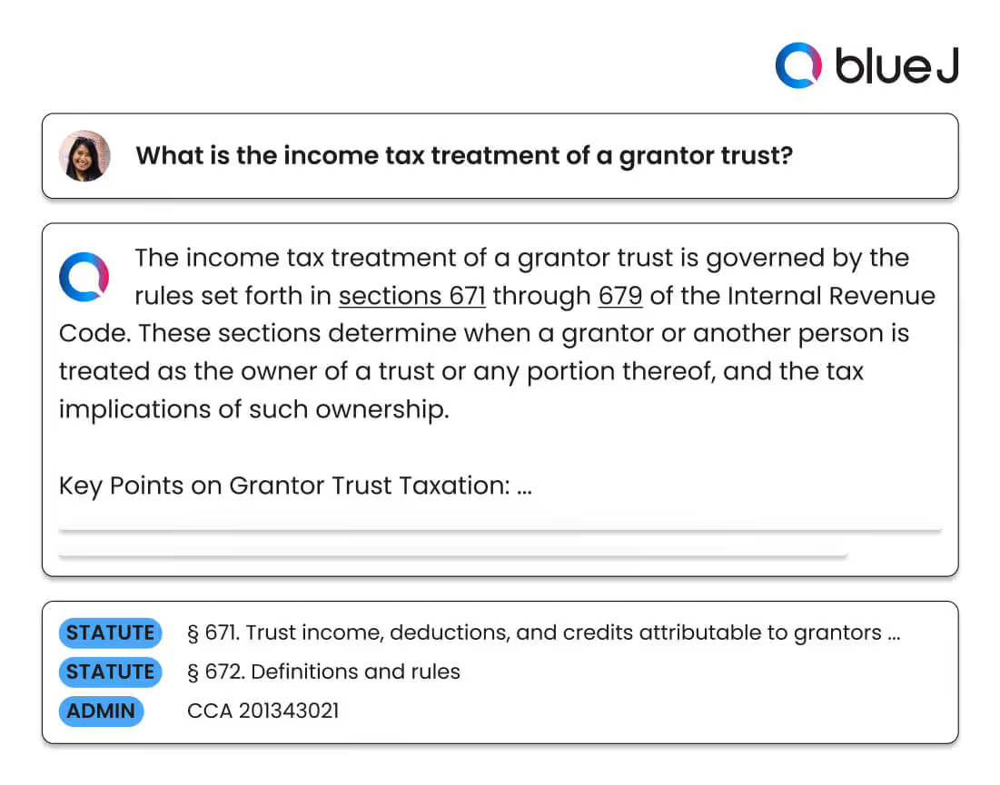 blue J
What is the income tax treatment of a grantor trust?
The income tax treatment of a grantor trust is governed by the
rules set forth in sections 671 through 679 of the Internal Revenue
Code. These sections determine when a grantor or another person is
treated as the owner of a trust or any portion thereof, and the tax
implications of such ownership.
Key Points on Grantor Trust Taxation: ...
STATUTE § 671. Trust income, deductions, and credits attributable to grantors ...
STATUTE § 672. Definitions and rules
ADMIN CCA 201343021